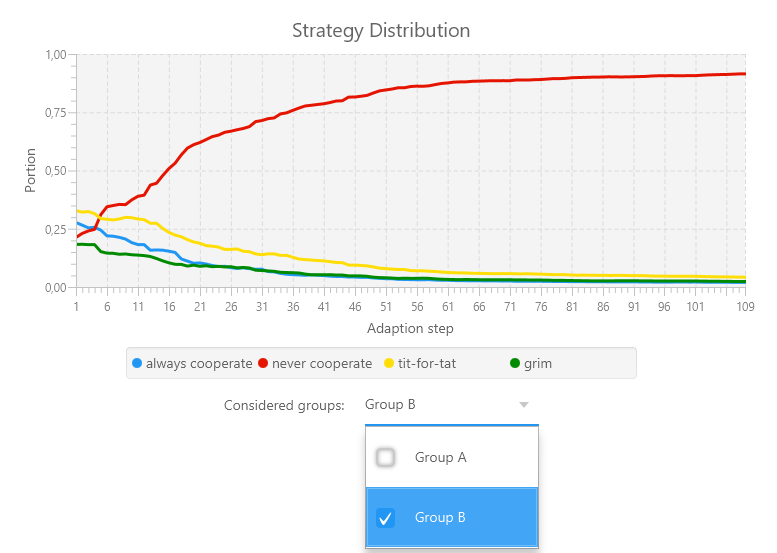 Strategy Distribution
1,00
0,75
0,50
0,25
0,00
Portion
1 6 11 16 21 26 31 36 41 46 51 56 61 66 71 76 81 86 91 96 101 109
Adaption step
always cooperate never cooperate tit-for-tat grim
Considered groups: Group B
Group A
Group B